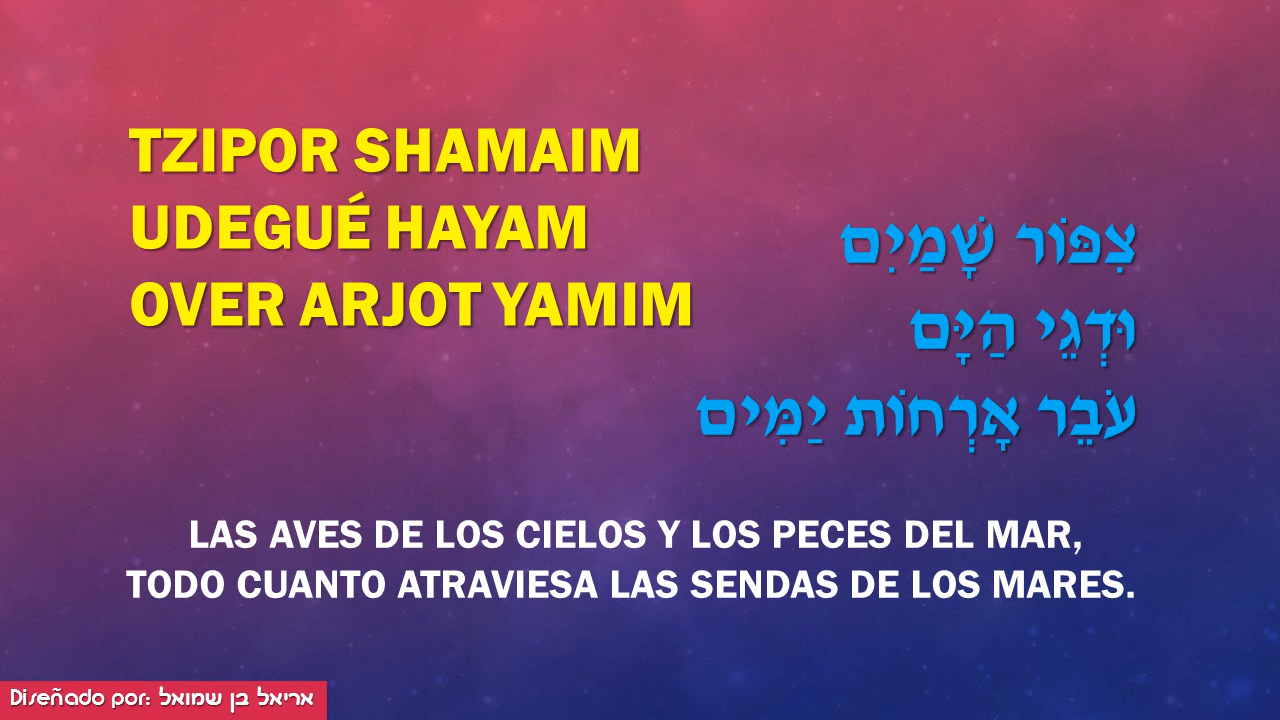 TZIPOR SHAMAIM
UDEGUÉ HAYAM
OVER ARJOT YAMIM
צִפּוֹר שָׁמַיִם
וּדְגֵי הַיָּם
עֹבֵר אָרְחוֹת יַמִּים
LAS AVES DE LOS CIELOS Y LOS PECES DEL MAR,
TODO CUANTO ATRAVIESA LAS SENDAS DE LOS MARES.
Diseñado por: אריאל בן שמואל